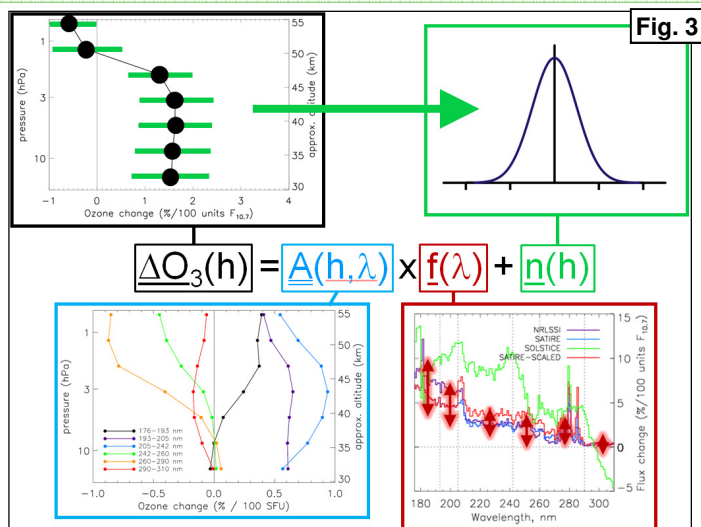 Fig. 3
pressure (hPa)
1
3
10
55
50
45
40
35
30
approx. altitude (km)
-1 0 1 2 3 4
Ozone change (%/100 units F10.7)
ΔO3(h) = A(h,λ) x f(λ) + n(h)
pressure (hPa)
1
3
10
176-193 nm
193-205 nm
205-242 nm
242-260 nm
260-290 nm
290-310 nm
55
50
45
40
35
30
approx. altitude (km)
-1.0 -0.5 0.0 0.5 1.0
Ozone change (% / 100 SFU)
NRLSSI
SATIRE
SOLSTICE
SATIRE-SCALED
15
10
5
0
-5
Flux change (%/100 units F10.7)
180 200 220 240 260 280 300
Wavelength, nm